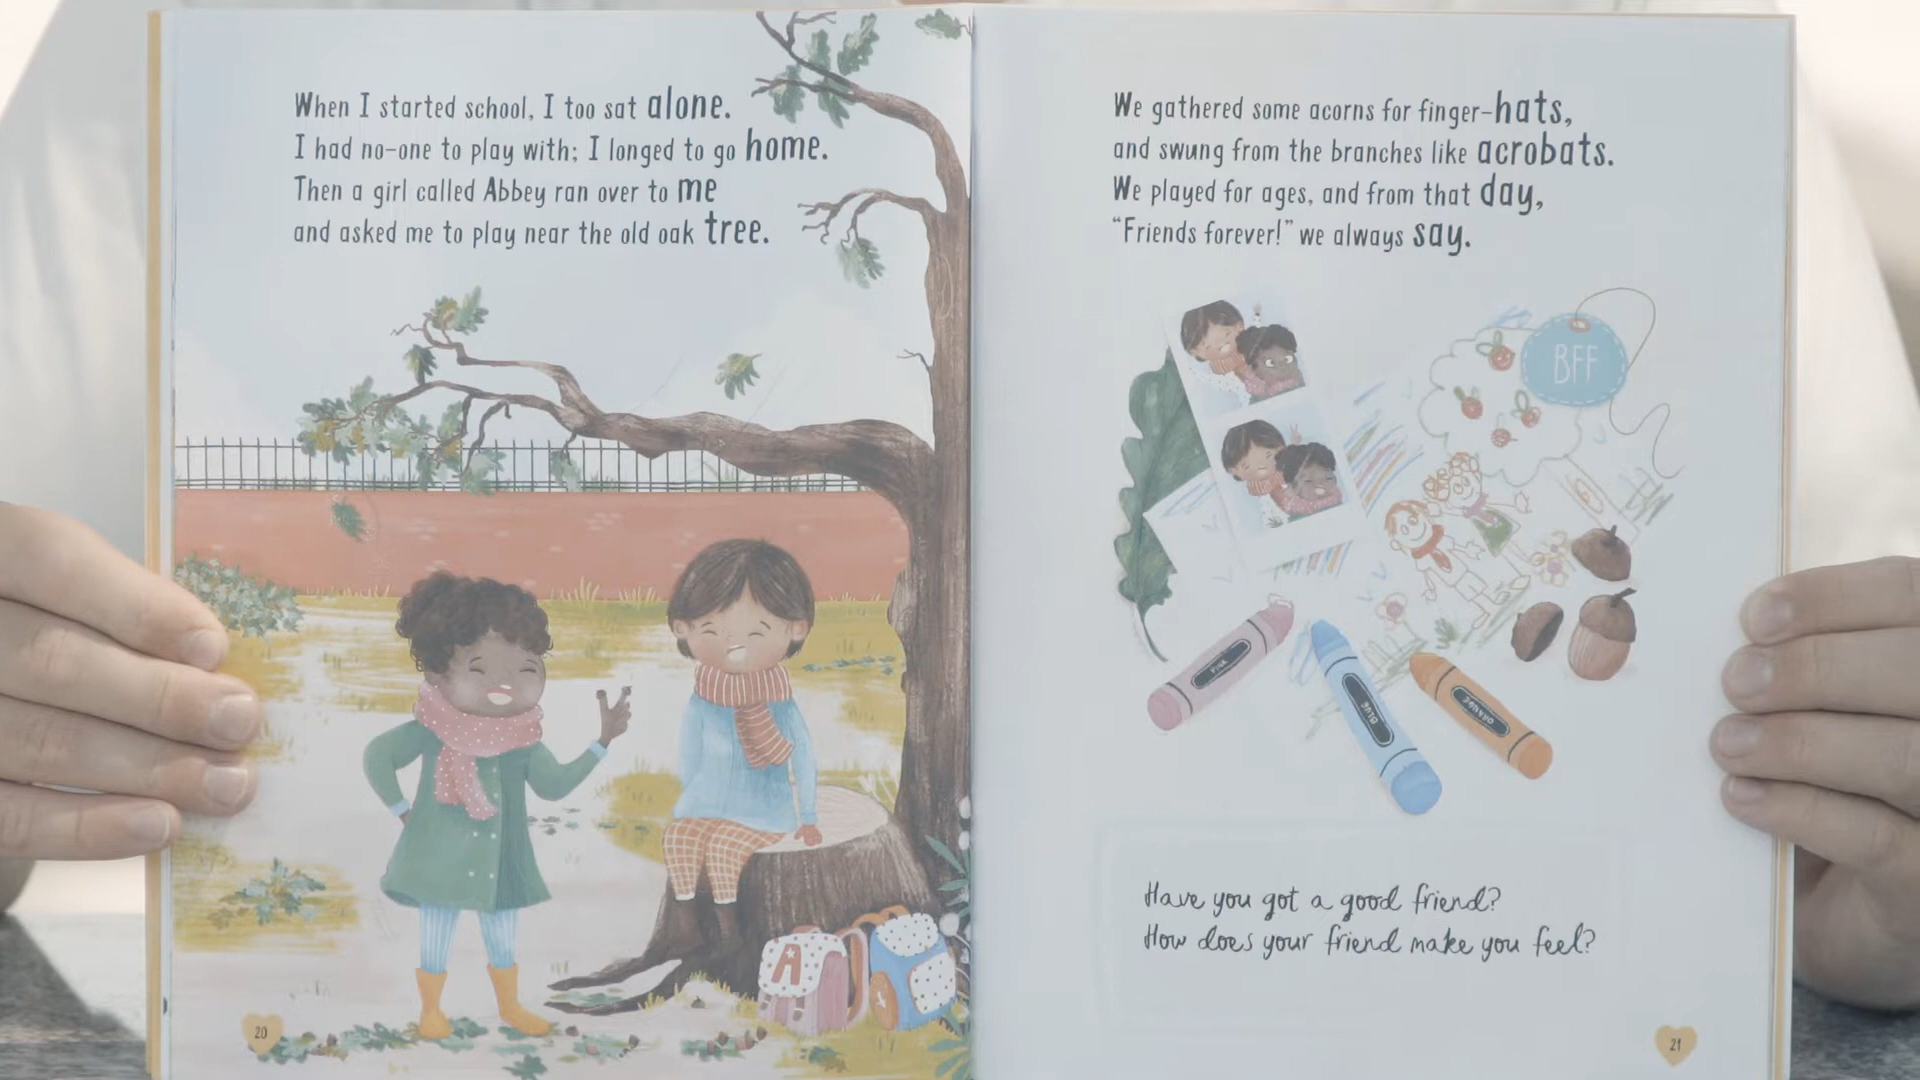 When I started school, I too sat alone.
I had no-one to play with; I longed to go home.
Then a girl called Abbey ran over to me
and asked me to play near the old oak tree.
A
20
We gathered some acorns for finger-hats,
and swung from the branches like acrobats.
We played for ages, and from that day,
“Friends forever!” we always say.
BFF
PINK
BLUE
ORANGE
Have you got a good friend?
How does your friend make you feel?
21